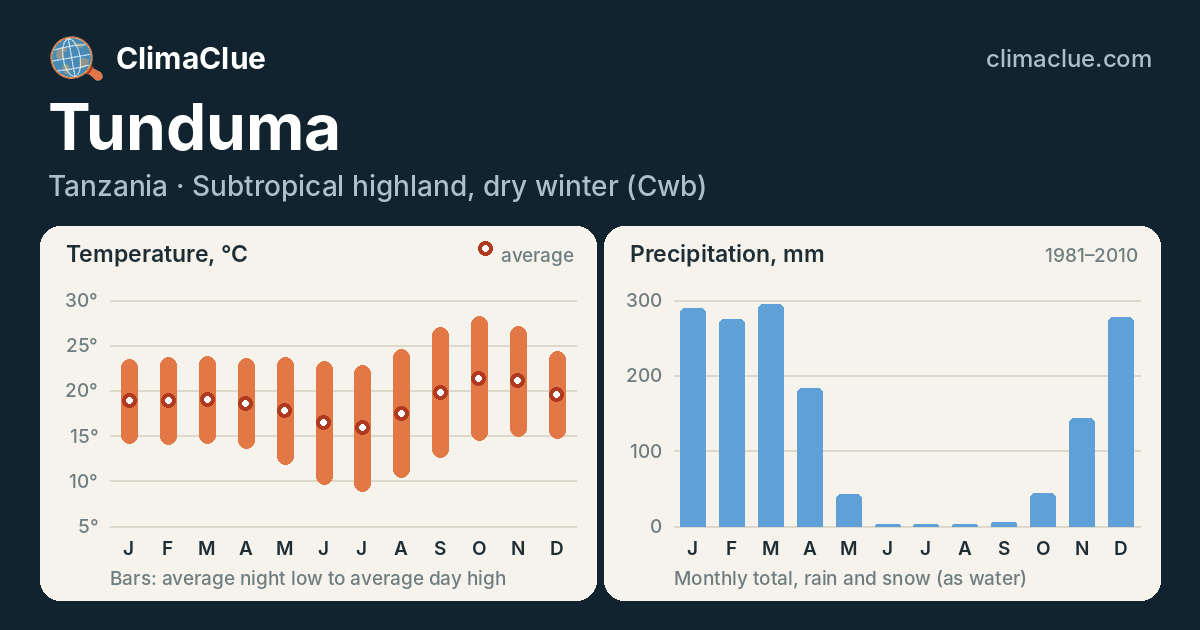 ClimaClue
climaclue.com
Tunduma
Tanzania · Subtropical highland, dry winter (Cwb)
Temperature, °C
average
30°
25°
20°
15°
10°
5°
J F M A M J J A S O N D
Bars: average night low to average day high
Precipitation, mm
1981–2010
300
200
100
0
J F M A M J J A S O N D
Monthly total, rain and snow (as water)